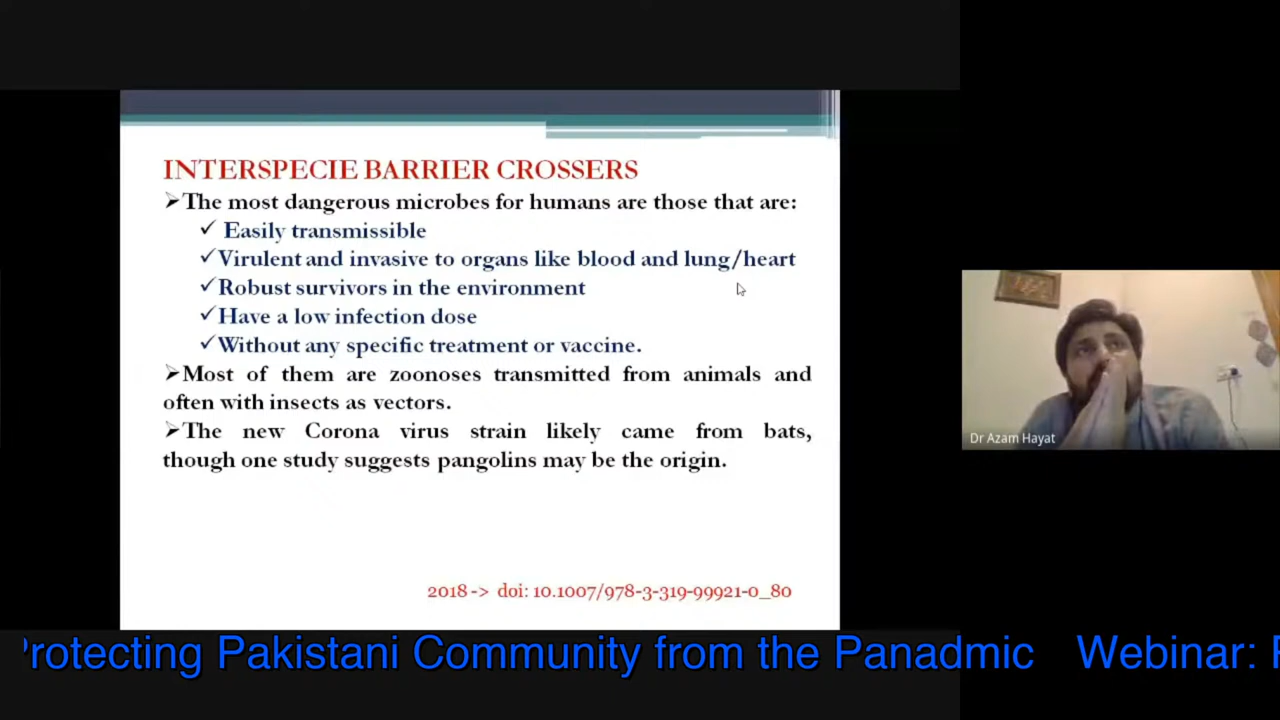 INTERSPECIE BARRIER CROSSERS
➢The most dangerous microbes for humans are those that are:
✓ Easily transmissible
✓Virulent and invasive to organs like blood and lung/heart
✓Robust survivors in the environment
✓Have a low infection dose
✓Without any specific treatment or vaccine.
➢Most of them are zoonoses transmitted from animals and
often with insects as vectors.
➢The new Corona virus strain likely came from bats,
though one study suggests pangolins may be the origin.
2018 -> doi: 10.1007/978-3-319-99921-0_80
Dr Azam Hayat
Protecting Pakistani Community from the Panadmic Webinar: